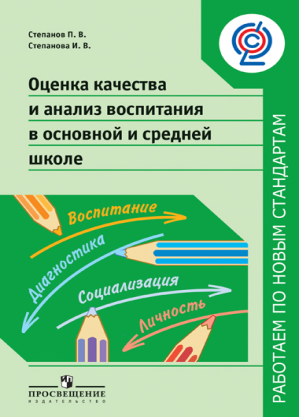 Степанов П. В.
Степанова И. В.
Оценка качества
и анализ воспитания
в основной и средней
школе
РАБОТАЕМ ПО НОВЫМ СТАНДАРТАМ
Воспитание
Диагностика
Социализация
Личность
ПРОСВЕЩЕНИЕ
ИЗДАТЕЛЬСТВО